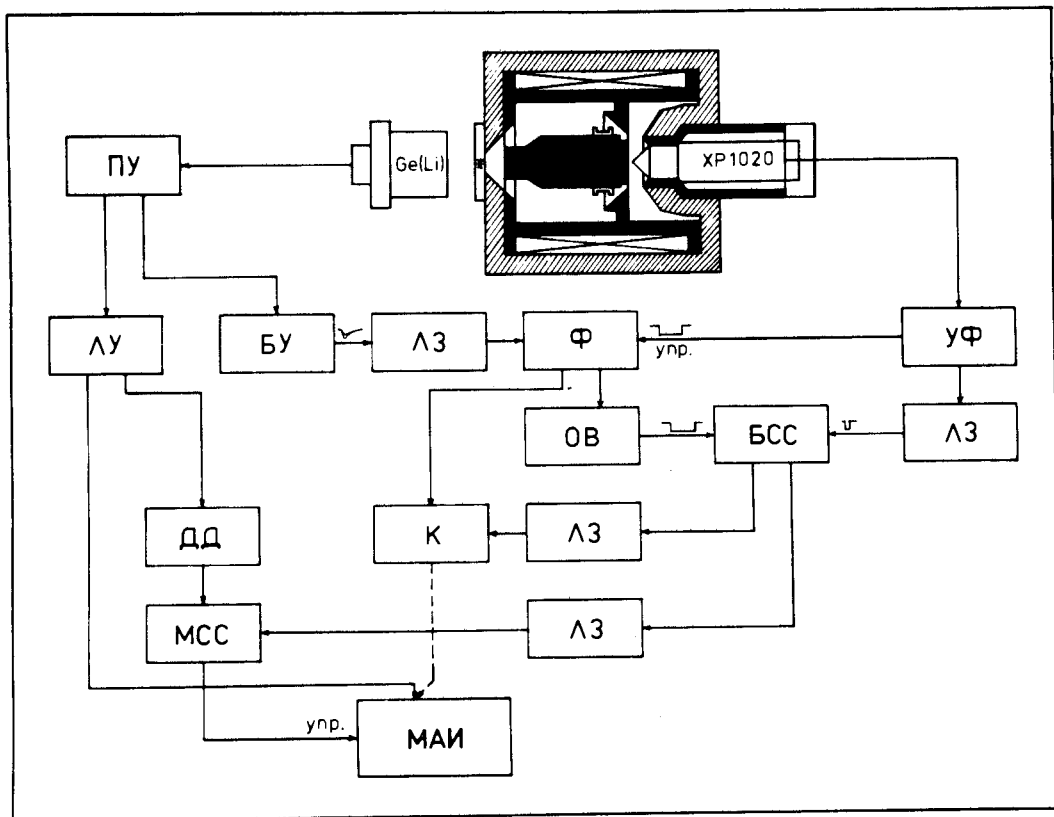 ПУ
Ge(Li)
XP1020
ЛУ
БУ
ЛЗ
Ф
упр.
УФ
ОВ
БСС
ЛЗ
ДД
К
ЛЗ
МСС
ЛЗ
упр.
МАИ